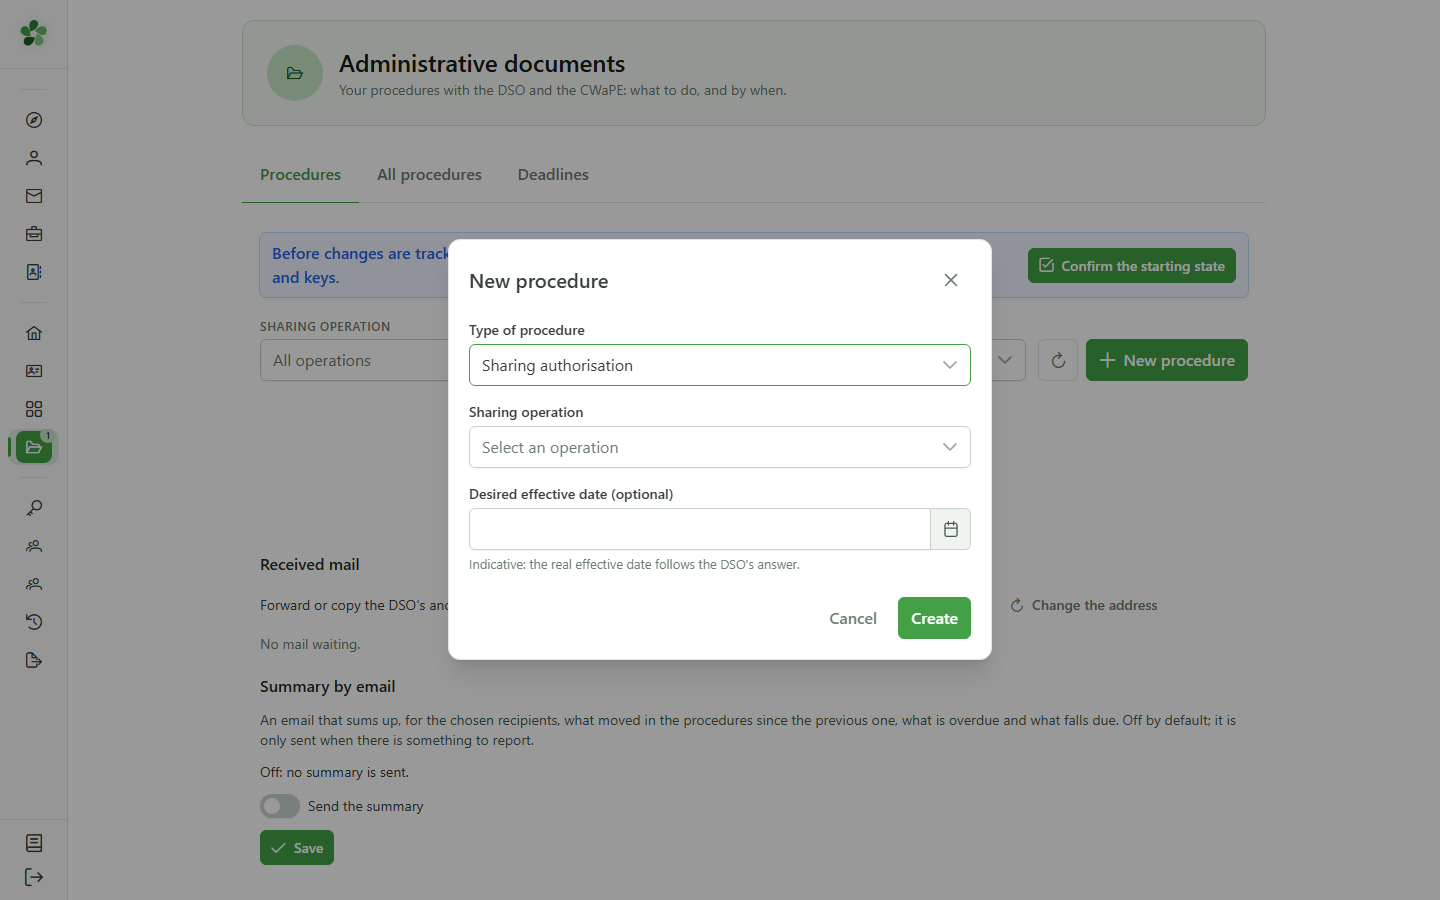 Administrative documents
Your procedures with the DSO and the CWaPE: what to do, and by when.
Procedures
All procedures
Deadlines
Before changes are track
and keys.
Confirm the starting state
SHARING OPERATION
All operations
New procedure
1
New procedure
Type of procedure
Sharing authorisation
Sharing operation
Select an operation
Desired effective date (optional)
Indicative: the real effective date follows the DSO's answer.
Cancel
Create
Received mail
Forward or copy the DSO's and
Change the address
No mail waiting.
Summary by email
An email that sums up, for the chosen recipients, what moved in the procedures since the previous one, what is overdue and what falls due. Off by default; it is
only sent when there is something to report.
Off: no summary is sent.
Send the summary
Save